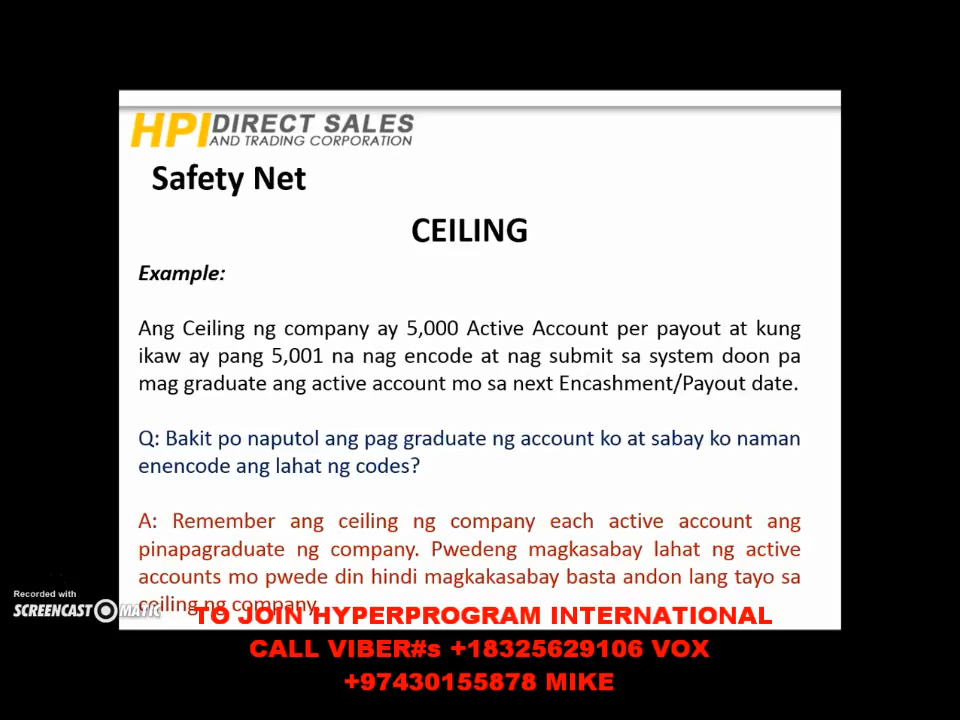 HPI DIRECT SALES
AND TRADING CORPORATION
Safety Net
CEILING
Example:
Ang Ceiling ng company ay 5,000 Active Account per payout at kung
ikaw ay pang 5,001 na nag encode at nag submit sa system doon pa
mag graduate ang active account mo sa next Encashment/Payout date.
Q: Bakit po naputol ang pag graduate ng account ko at sabay ko naman
enencode ang lahat ng codes?
A: Remember ang ceiling ng company each active account ang
pinapagraduate ng company. Pwedeng magkasabay lahat ng active
accounts mo pwede din hindi magkakasabay basta andon lang tayo sa
ceiling ng company.
Recorded with
SCREENCAST MATIC
TO JOIN HYPERPROGRAM INTERNATIONAL
CALL VIBER#s +18325629106 VOX
+97430155878 MIKE